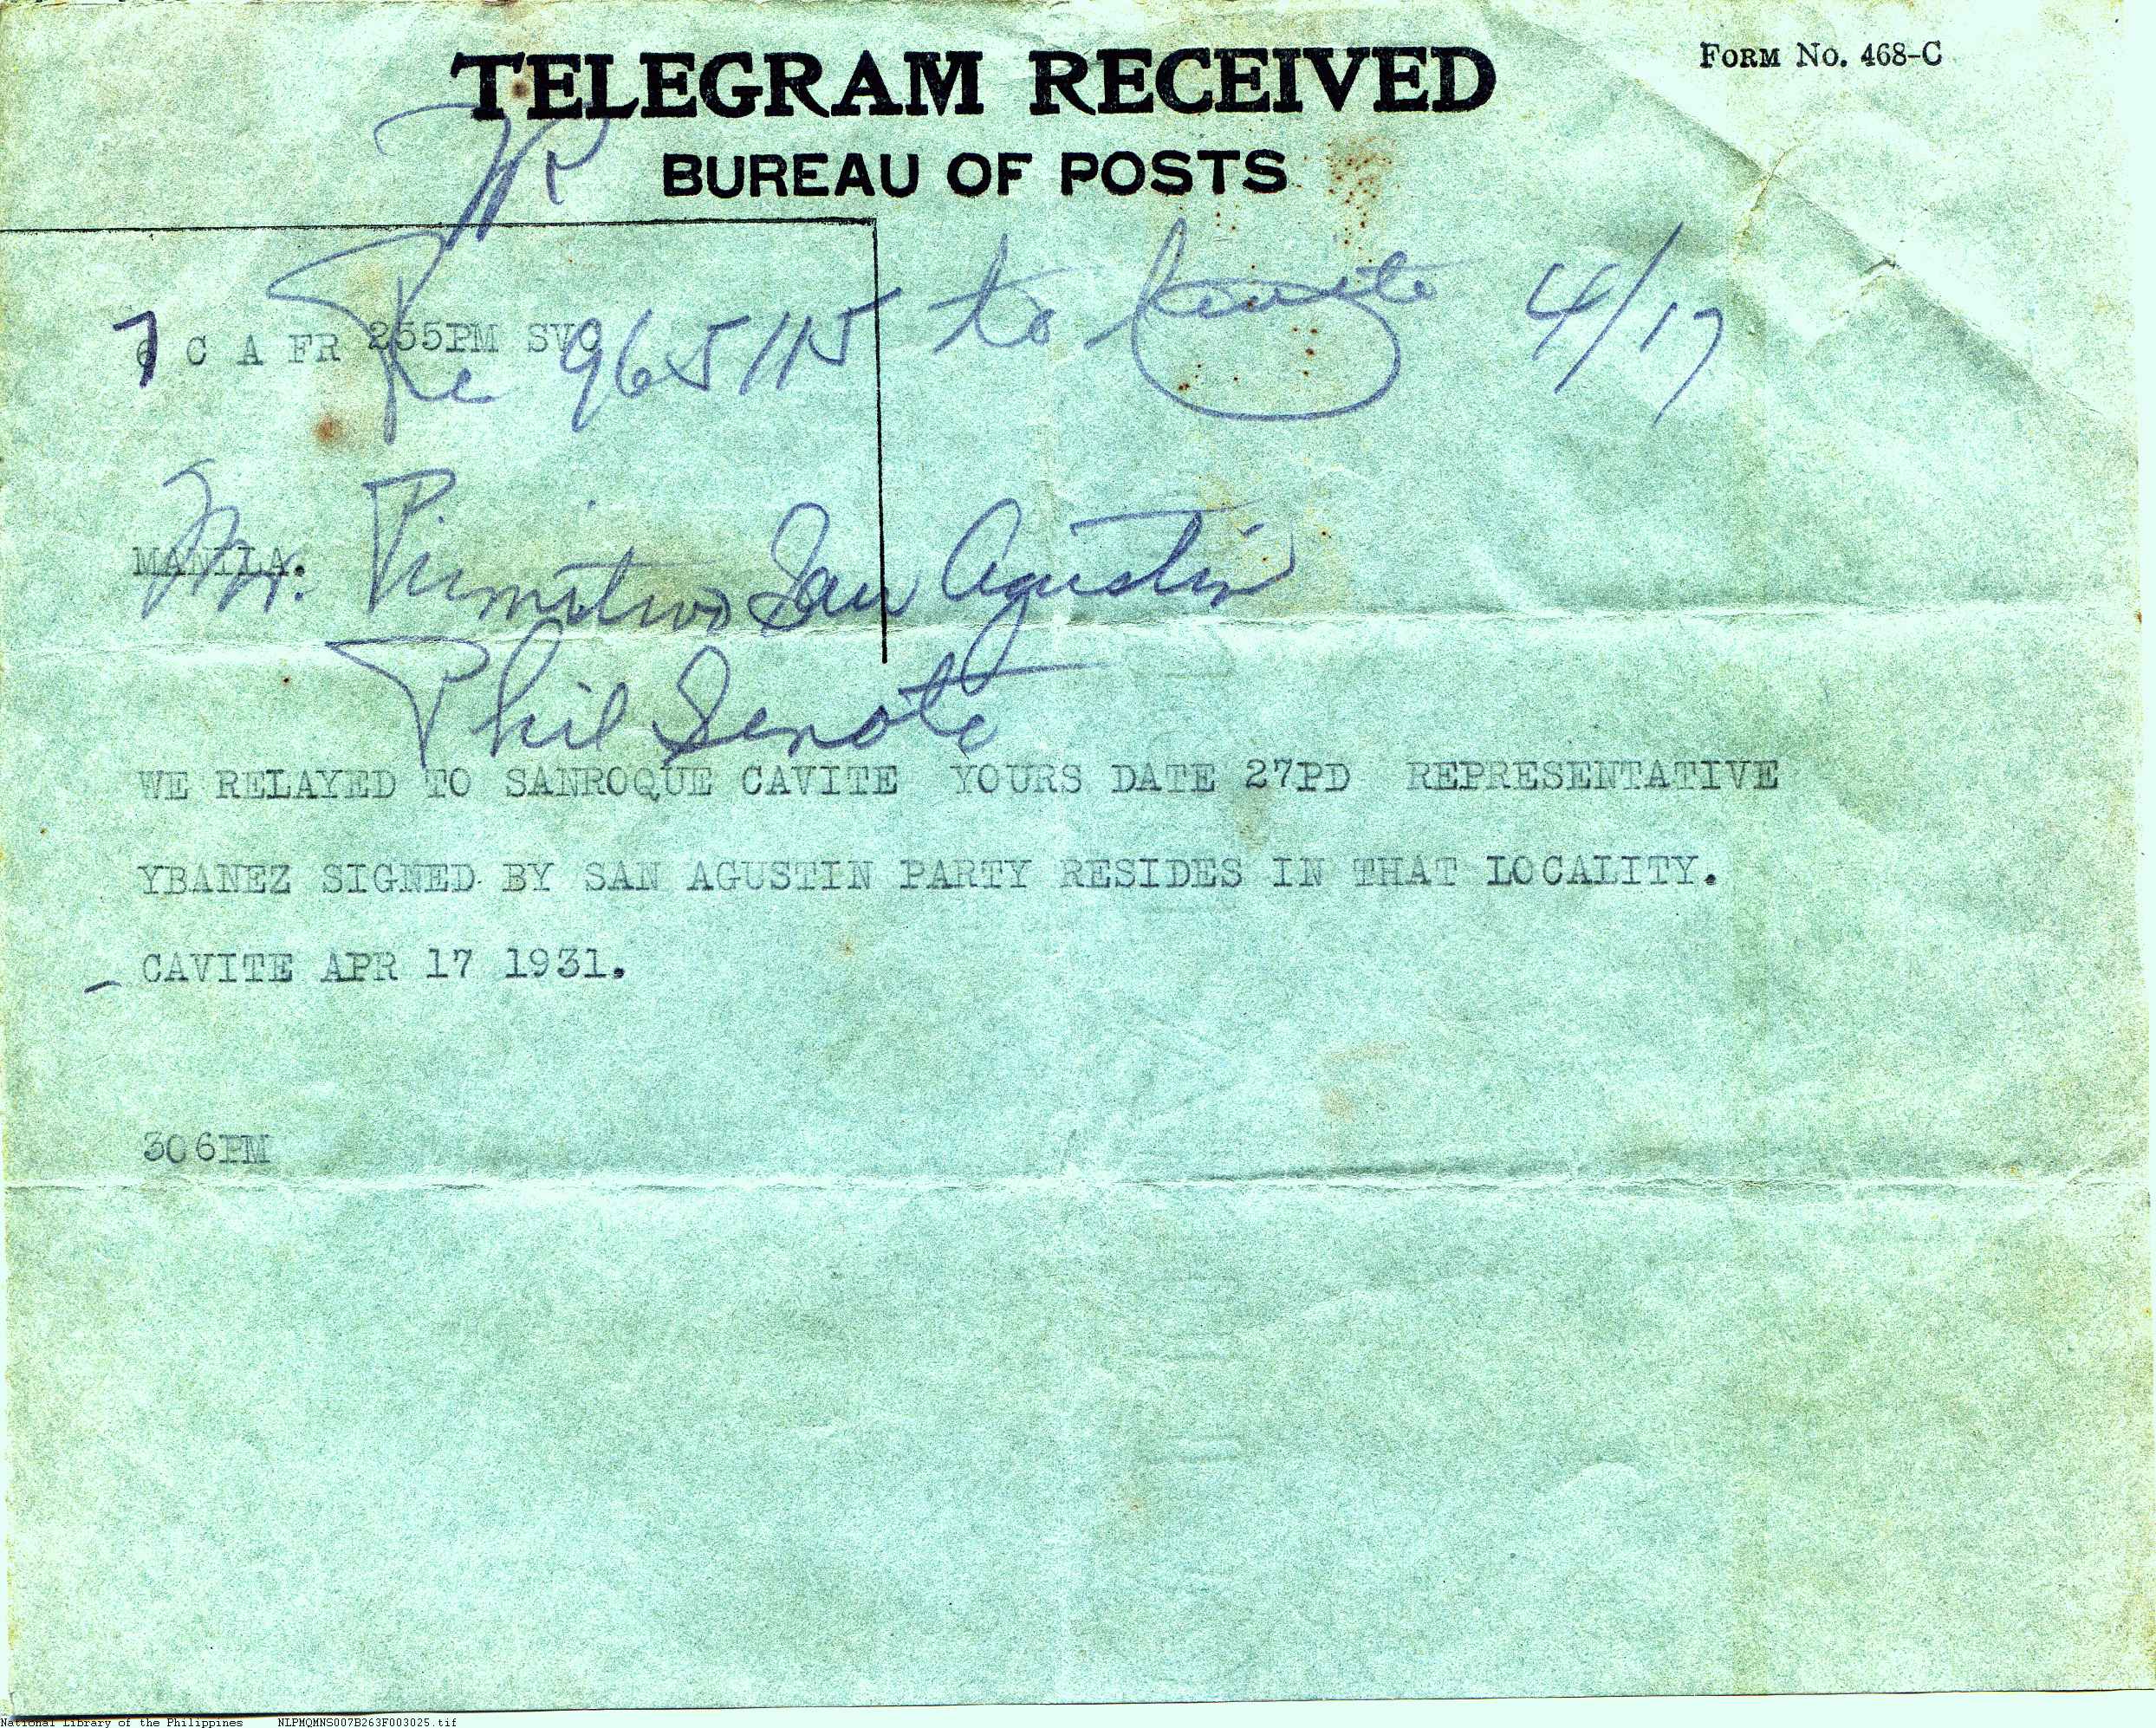 FORM NO. 468-C
TELEGRAM RECEIVED
BUREAU OF POSTS
7 C A FR 255PM SVC
Re 965 1115 to Cavite 4/17
MANILA.
Mr. Primitivo San Agustin
Phil Senate
WE RELAYED TO SANROQUE CAVITE YOURS DATE 27PD REPRESENTATIVE
YBANEZ SIGNED BY SAN AGUSTIN PARTY RESIDES IN THAT LOCALITY.
CAVITE APR 17 1931.
306PM
National Library of the Philippines NLPMQMNS007B263F003025.tif